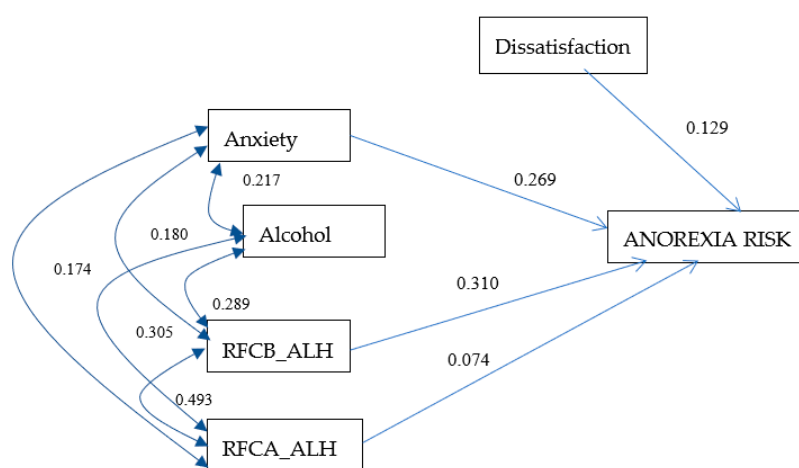 Dissatisfaction
0.129
Anxiety
0.217
0.269
Alcohol
0.180
ANOREXIA RISK
0.174
0.289
0.310
0.305
RFCB_ALH
0.074
0.493
RFCA_ALH